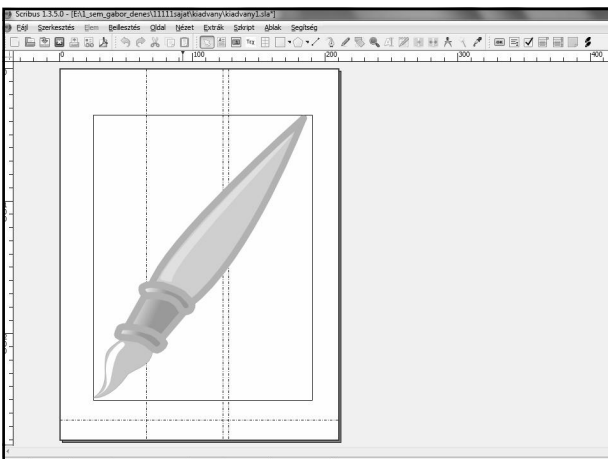 Scribus 1.3.5.0 - [E:\1_sem_gabor_denes\11111sajat\kiadvany\kiadvany1.sla*]
Fájl Szerkesztés Elem Beillesztés Oldal Nézet Extrák Szkript Ablak Segítség
0 100 200 300 400